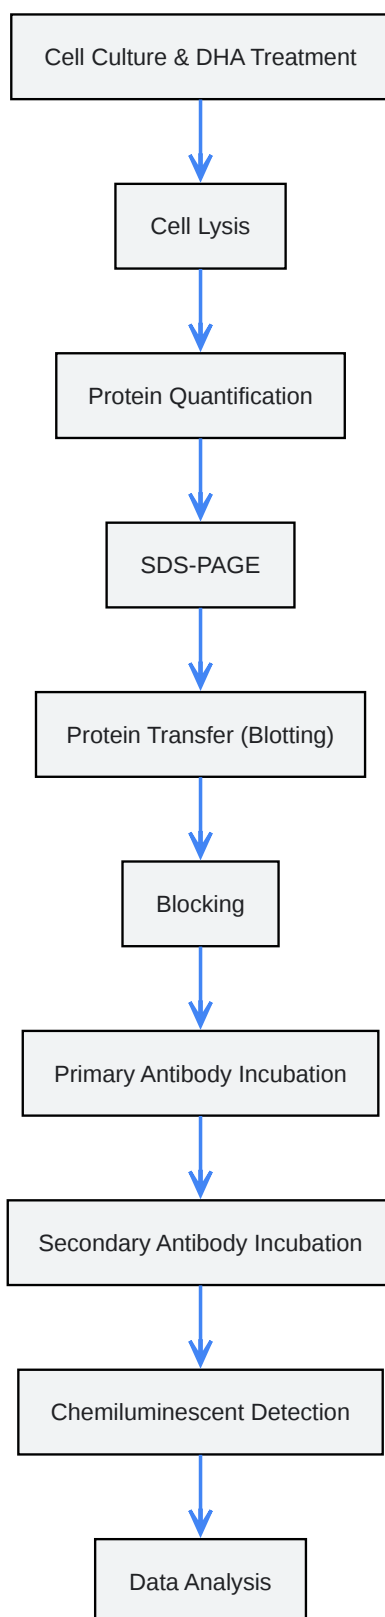 Cell Culture & DHA Treatment
Cell Lysis
Protein Quantification
SDS-PAGE
Protein Transfer (Blotting)
Blocking
Primary Antibody Incubation
Secondary Antibody Incubation
Chemiluminescent Detection
Data Analysis